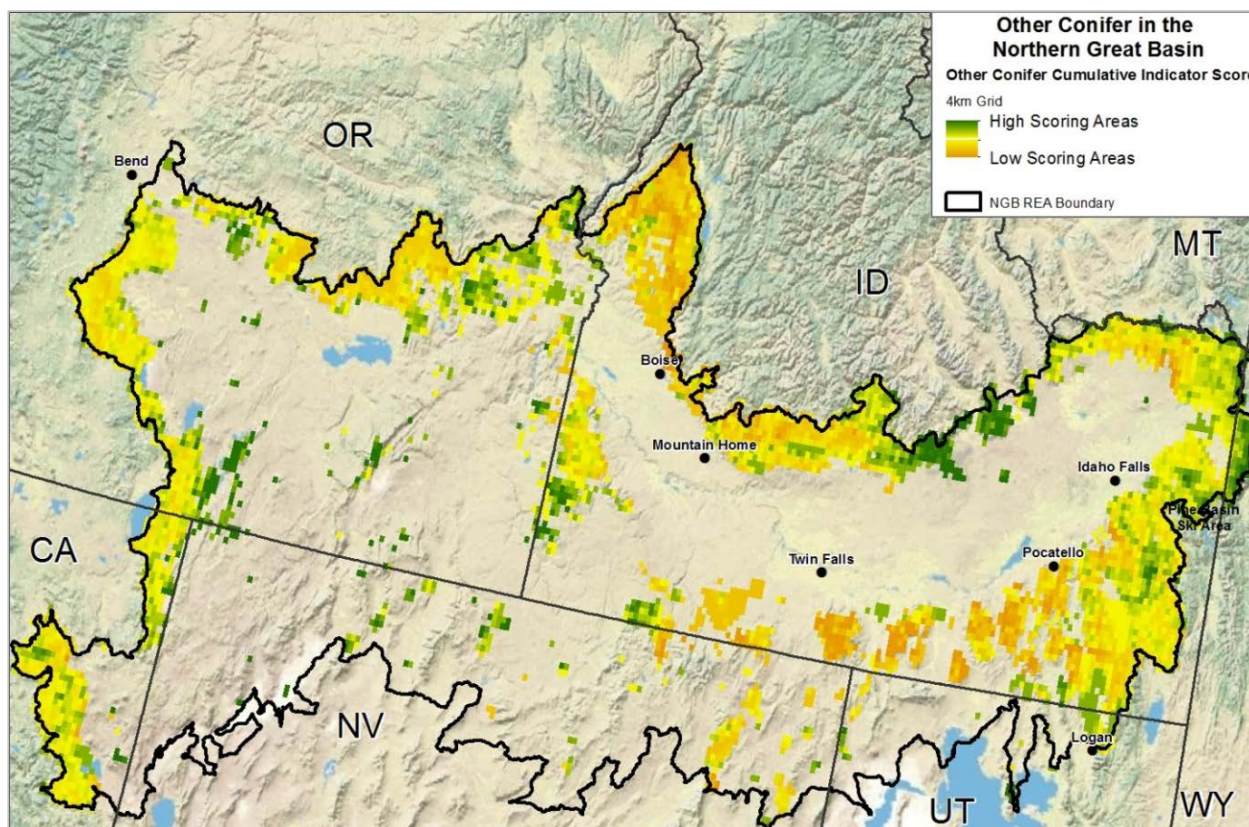 Other Conifer in the
Northern Great Basin
Other Conifer Cumulative Indicator Score
4km Grid
High Scoring Areas
Low Scoring Areas
NGB REA Boundary
OR
Bend
MT
ID
Boise
Mountain Home
Idaho Falls
Pine Basin
Ski Area
CA
Twin Falls
Pocatello
NV
Logan
UT
WY